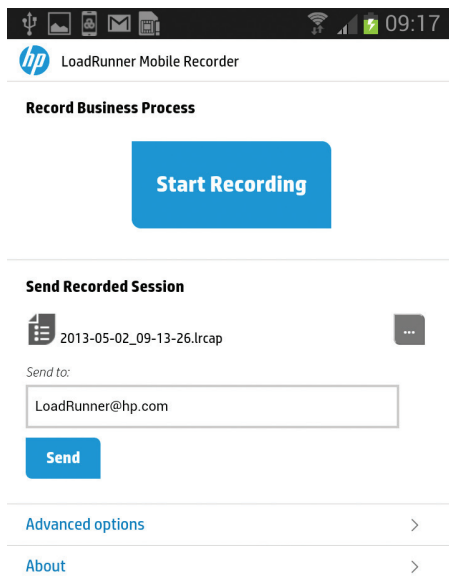 09:17
hp LoadRunner Mobile Recorder
Record Business Process
Start Recording
Send Recorded Session
2013-05-02_09-13-26.lrcap
...
Send to:
LoadRunner@hp.com
Send
Advanced options
About